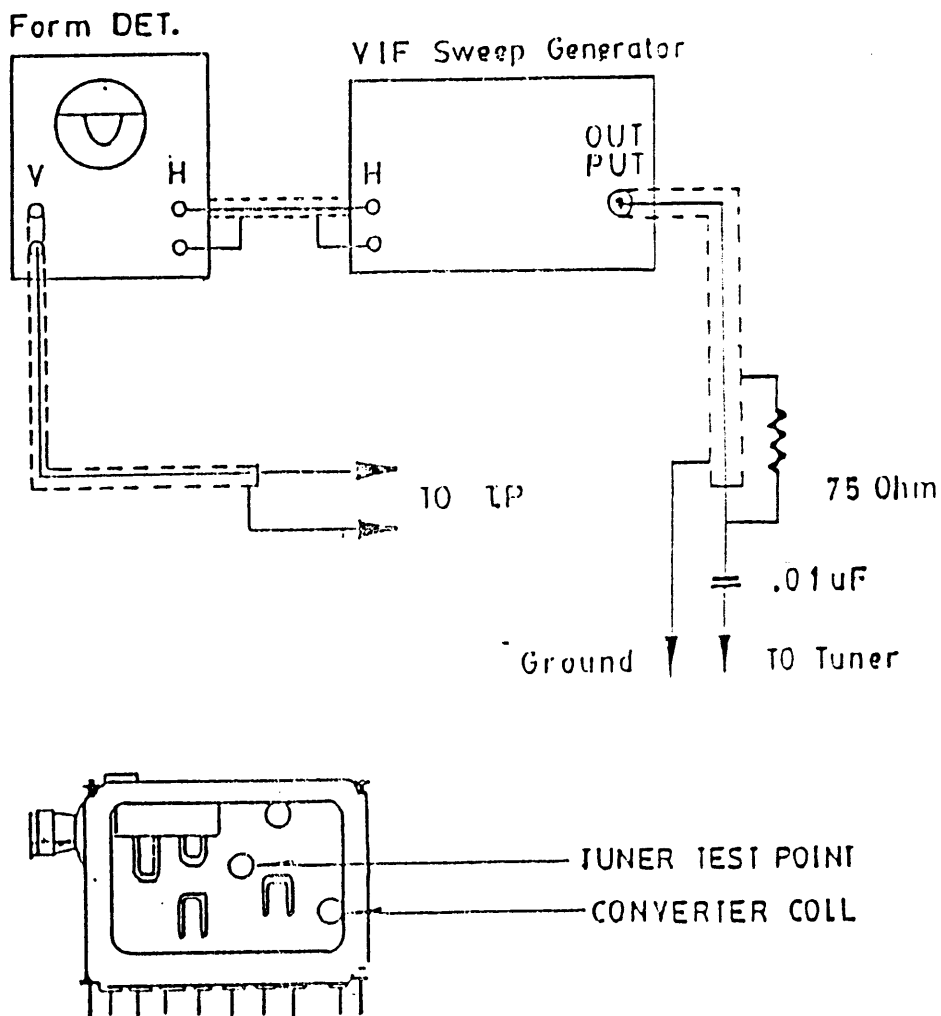 Form DET.
VIF Sweep Generator
V
H
H
OUT
PUT
TO T.P
75 Ohm
.01uF
Ground
TO Tuner
TUNER TEST POINT
CONVERTER COLL